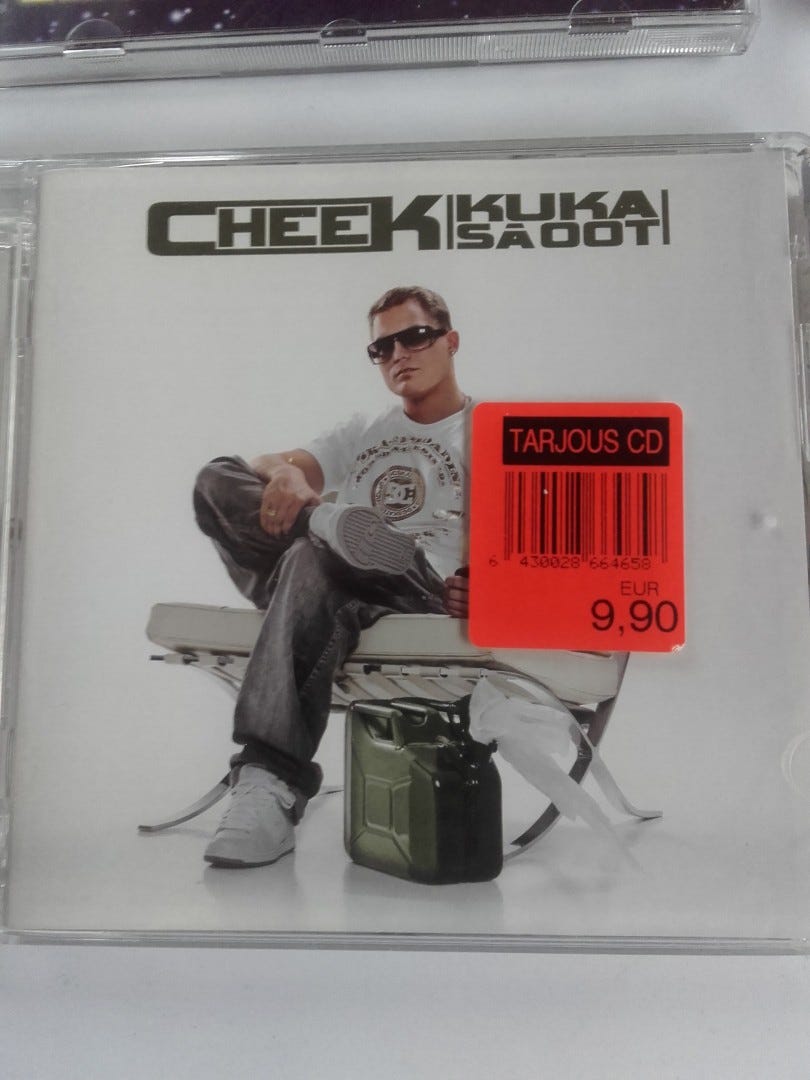 CHEEK
KUKA
SÄ OOT
TARJOUS CD
6 430028 664658
EUR
9,90